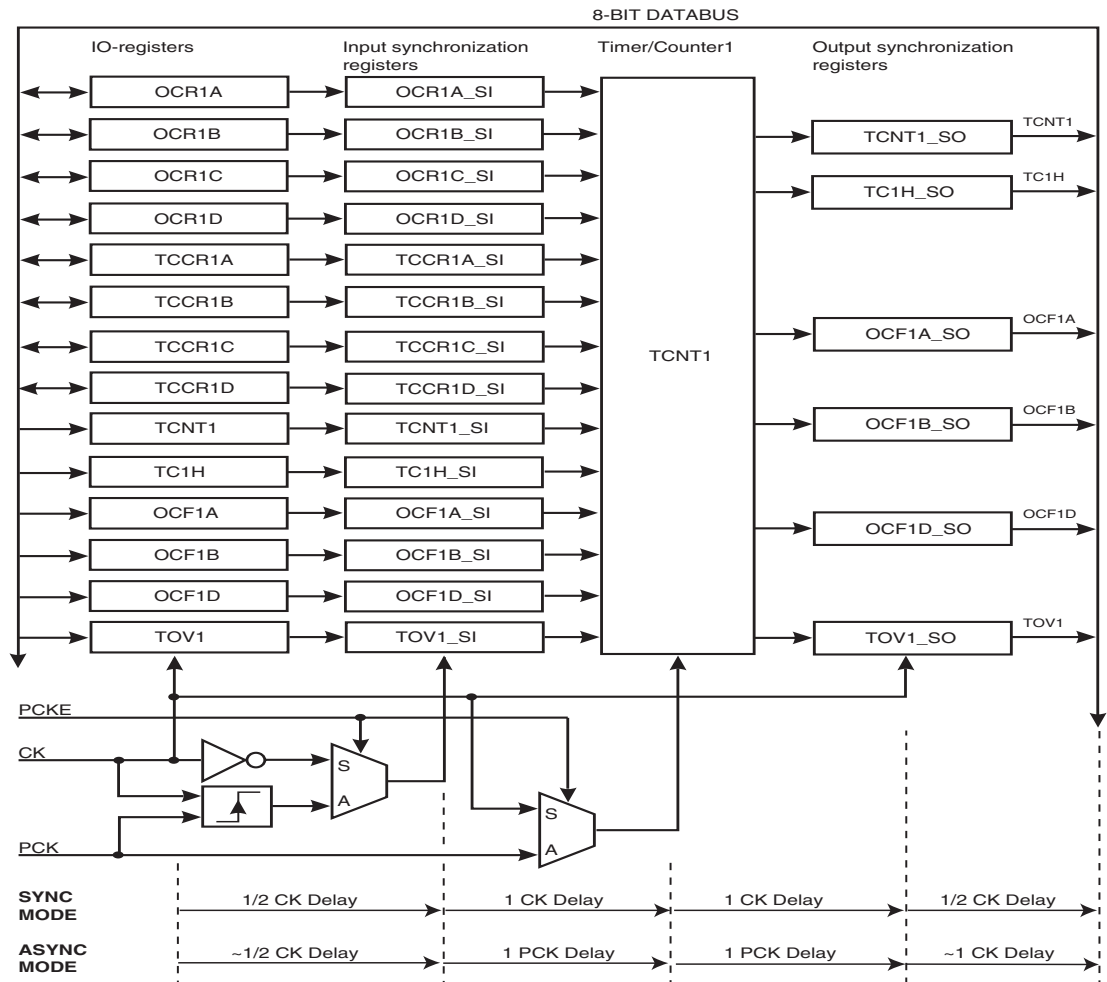 8-BIT DATABUS
IO-registers
Input synchronization
registers
Timer/Counter1
Output synchronization
registers
OCR1A
OCR1A_SI
OCR1B
OCR1B_SI
TCNT1_SO
TCNT1
OCR1C
OCR1C_SI
TC1H_SO
TC1H
OCR1D
OCR1D_SI
TCCR1A
TCCR1A_SI
TCCR1B
TCCR1B_SI
OCF1A_SO
OCF1A
TCCR1C
TCCR1C_SI
TCNT1
TCCR1D
TCCR1D_SI
TCNT1
TCNT1_SI
OCF1B_SO
OCF1B
TC1H
TC1H_SI
OCF1A
OCF1A_SI
OCF1D_SO
OCF1D
OCF1B
OCF1B_SI
OCF1D
OCF1D_SI
TOV1
TOV1_SI
TOV1_SO
TOV1
PCKE
CK
S
A
S
A
PCK
SYNC
MODE
1/2 CK Delay
1 CK Delay
1 CK Delay
1/2 CK Delay
ASYNC
MODE
~1/2 CK Delay
1 PCK Delay
1 PCK Delay
~1 CK Delay